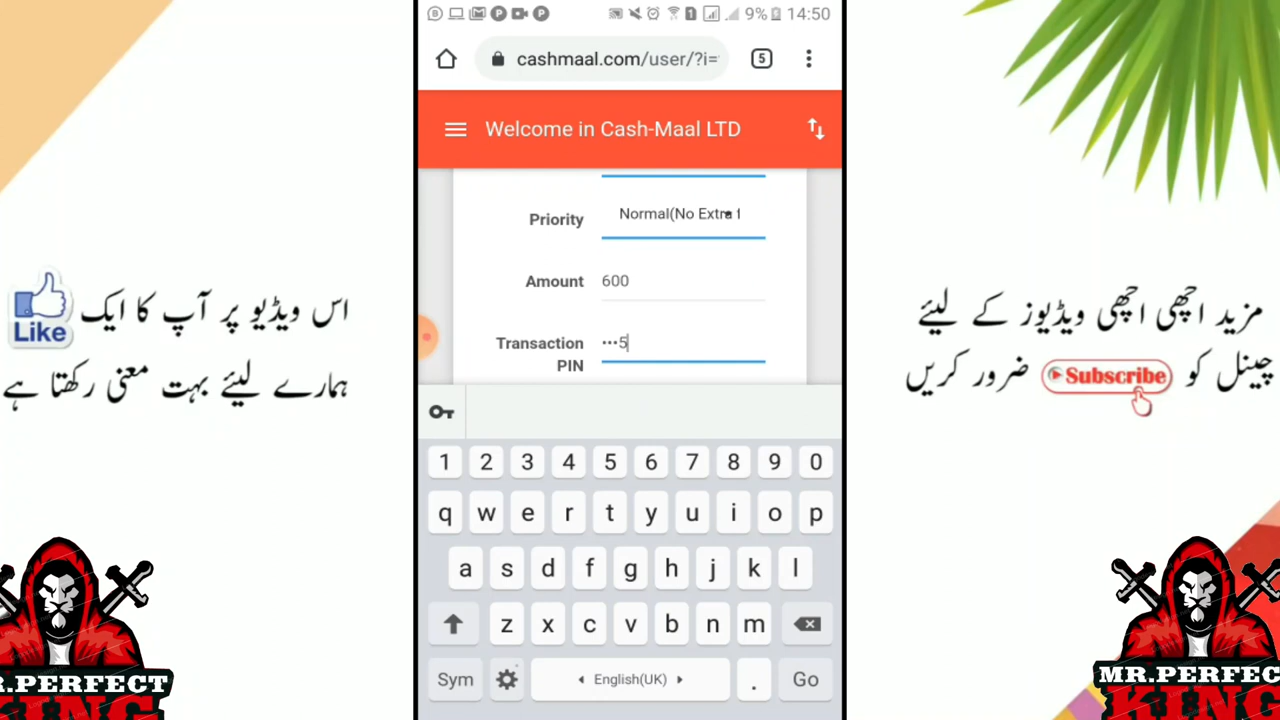 9% 14:50
cashmaal.com/user/?i=
5
Welcome in Cash-Maal LTD
Priority
Normal(No Extra f
Amount
600
Transaction
PIN
•••5
1 2 3 4 5 6 7 8 9 0
q w e r t y u i o p
a s d f g h j k l
z x c v b n m
Sym
English(UK)
.
Go
اس ویڈیو پر آپ کا ایک
Like
ہمارے لیئے بہت معنی رکھتا ہے
مزید اچھی اچھی ویڈیوز کے لیئے
چینل کو Subscribe ضرور کریں
R.PERFECT
KING
MR.PERFECT
KING